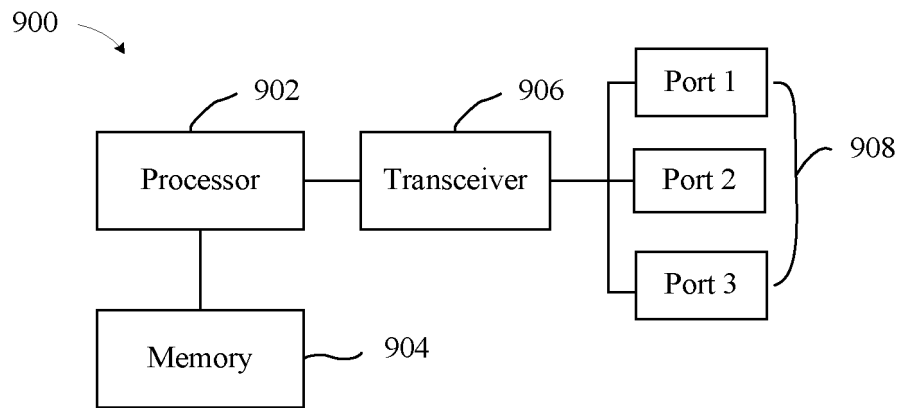 900
902
906
Port 1
Processor
Transceiver
Port 2
908
Port 3
Memory
904